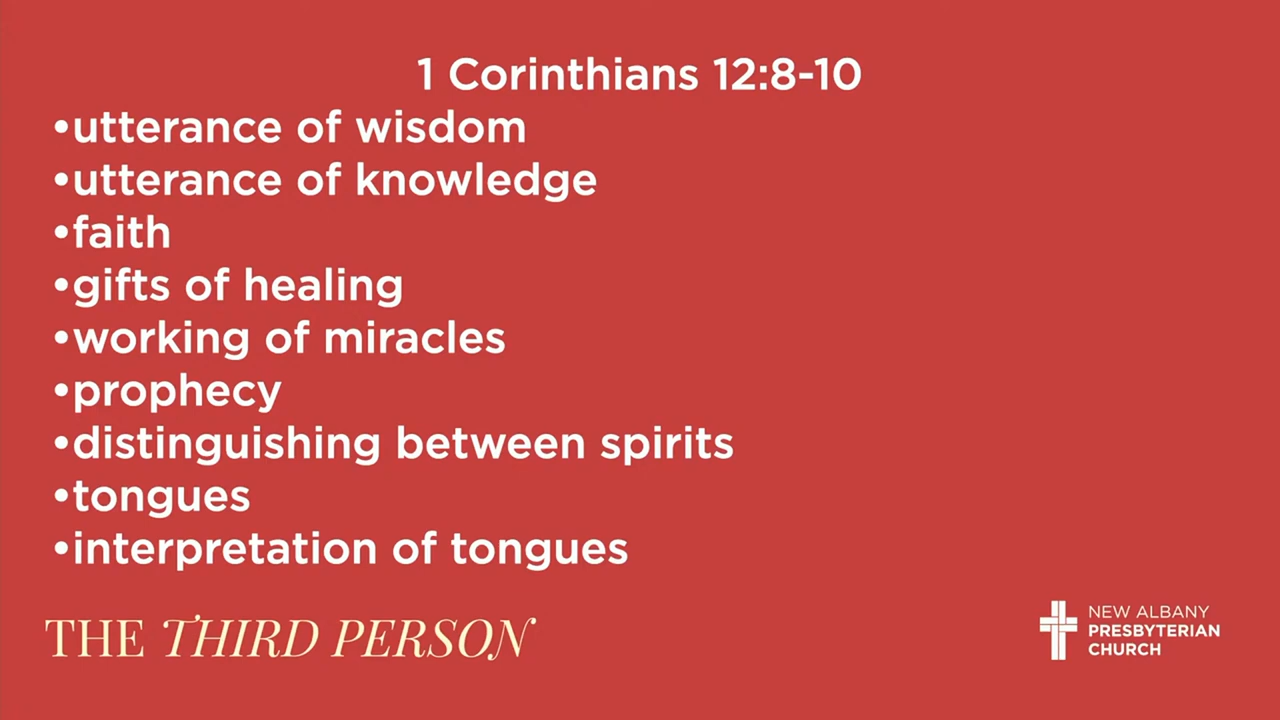 1 Corinthians 12:8-10
•utterance of wisdom
•utterance of knowledge
•faith
•gifts of healing
•working of miracles
•prophecy
•distinguishing between spirits
•tongues
•interpretation of tongues
THE THIRD PERSON
NEW ALBANY
PRESBYTERIAN
CHURCH